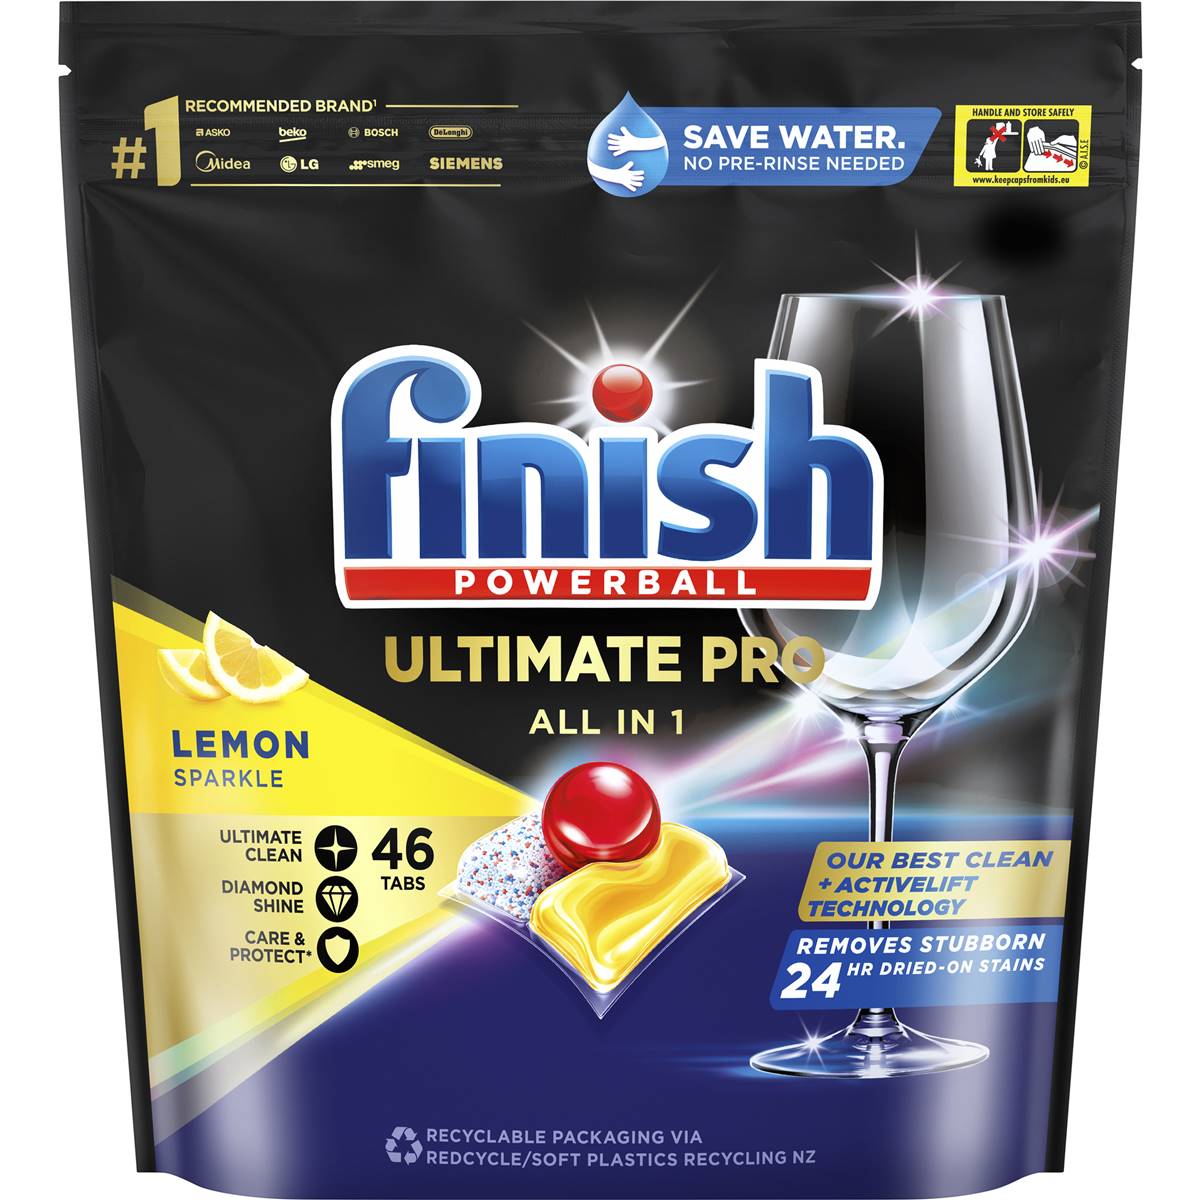 #1 RECOMMENDED BRAND¹
ASKO beko BOSCH DeLonghi
Midea LG smeg SIEMENS
SAVE WATER.
NO PRE-RINSE NEEDED
HANDLE AND STORE SAFELY
© A.I.S.E
www.keepcapsfromkids.eu
finish
POWERBALL
ULTIMATE PRO
ALL IN 1
LEMON
SPARKLE
ULTIMATE
CLEAN
DIAMOND
SHINE
CARE &
PROTECT*
46
TABS
OUR BEST CLEAN
+ ACTIVELIFT
TECHNOLOGY
REMOVES STUBBORN
24 HR DRIED-ON STAINS
RECYCLABLE PACKAGING VIA
REDCYCLE/SOFT PLASTICS RECYCLING NZ